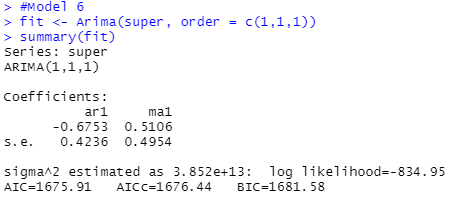 > #Model 6
> fit <- Arima(super, order = c(1,1,1))
> summary(fit)
Series: super
ARIMA(1,1,1)

Coefficients:
          ar1     ma1
      -0.6753  0.5106
s.e.   0.4236  0.4954

sigma^2 estimated as 3.852e+13:  log likelihood=-834.95
AIC=1675.91   AICc=1676.44   BIC=1681.58